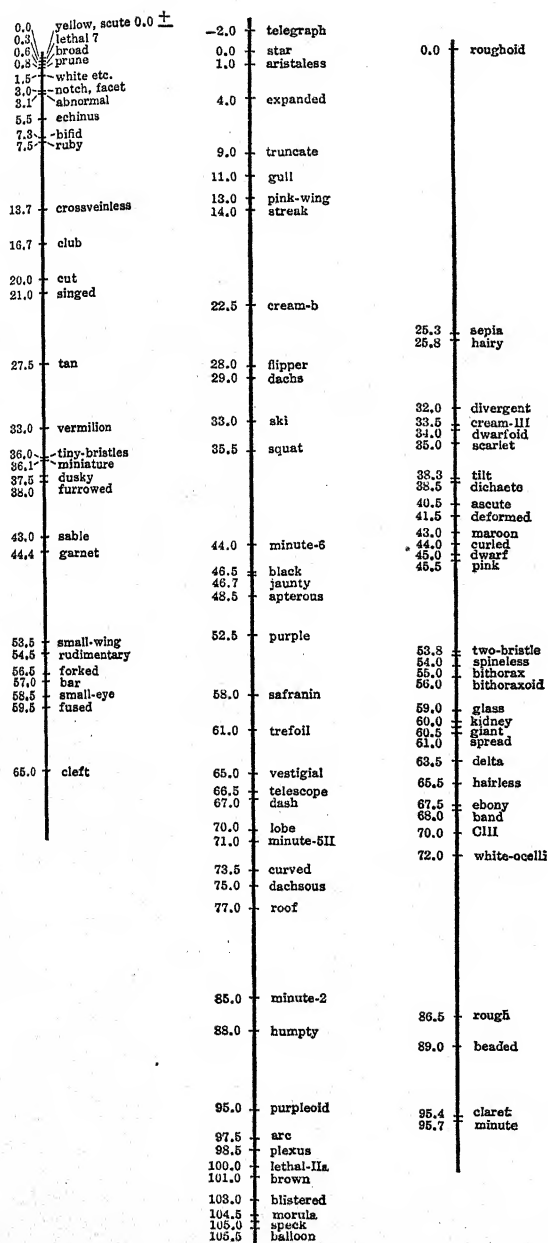 0.0 yellow, scute 0.0 ±
0.3 lethal 7
0.6 broad
0.8 prune
1.5 white etc.
3.0 notch, facet
3.1 abnormal
5.5 echinus
7.3 bifid
7.5 ruby
13.7 crossveinless
16.7 club
20.0 cut
21.0 singed
27.5 tan
33.0 vermilion
36.0 tiny-bristles
36.1 miniature
37.5 dusky
38.0 furrowed
43.0 sable
44.4 garnet
53.5 small-wing
54.5 rudimentary
56.5 forked
57.0 bar
58.5 small-eye
59.5 fused
65.0 cleft
-2.0 telegraph
0.0 star
1.0 aristaless
4.0 expanded
9.0 truncate
11.0 gull
13.0 pink-wing
14.0 streak
22.5 cream-b
28.0 flipper
29.0 dachs
33.0 ski
35.5 squat
44.0 minute-6
46.5 black
46.7 jaunty
48.5 apterous
52.5 purple
58.0 safranin
61.0 trefoil
65.0 vestigial
66.5 telescope
67.0 dash
70.0 lobe
71.0 minute-5II
73.5 curved
75.0 dachsous
77.0 roof
85.0 minute-2
88.0 humpty
95.0 purpleoid
97.5 arc
98.5 plexus
100.0 lethal-IIa
101.0 brown
103.0 blistered
104.5 morula
105.0 speck
105.5 balloon
0.0 roughoid
25.3 sepia
25.8 hairy
32.0 divergent
33.5 cream-III
34.0 dwarfoid
35.0 scarlet
38.3 tilt
38.5 dichaete
40.5 ascute
41.5 deformed
43.0 maroon
44.0 curled
45.0 dwarf
45.5 pink
53.8 two-bristle
54.0 spineless
55.0 bithorax
56.0 bithoraxoid
59.0 glass
60.0 kidney
60.5 giant
61.0 spread
63.5 delta
65.5 hairless
67.5 ebony
68.0 band
70.0 CIII
72.0 white-ocelli
86.5 rough
89.0 beaded
95.4 claret
95.7 minute